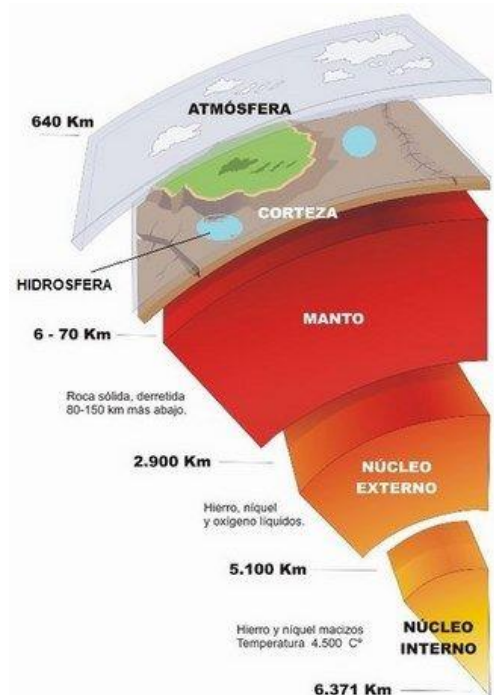 ATMÓSFERA
640 Km
CORTEZA
HIDROSFERA
MANTO
6 - 70 Km
Roca sólida, derretida
80-150 km más abajo.
2.900 Km
NÚCLEO
EXTERNO
Hierro, níquel
y oxígeno líquidos.
5.100 Km
Hierro y níquel macizos
Temperatura 4.500 Cº
NÚCLEO
INTERNO
6.371 Km